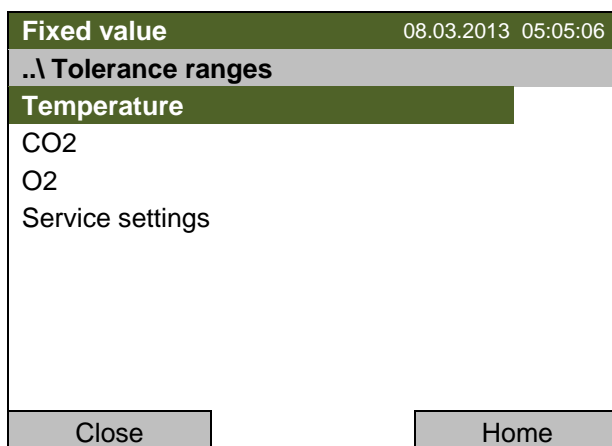 Fixed value 08.03.2013 05:05:06
..\ Tolerance ranges
Temperature
CO2
O2
Service settings
Close Home